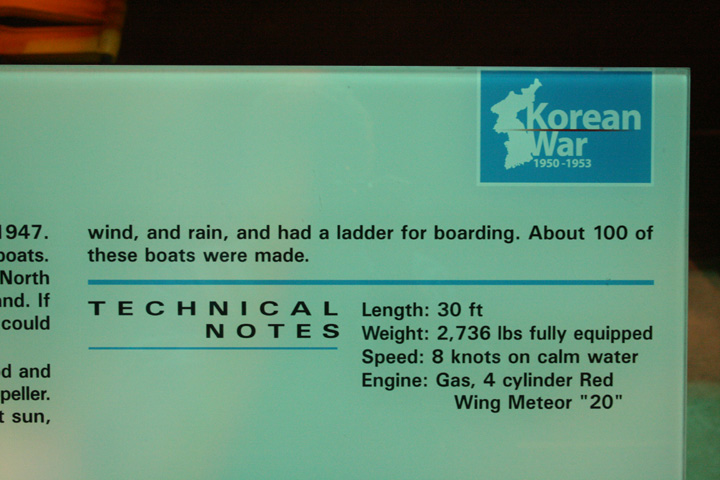 Korean
War
1950-1953
1947.
boats.
North
and. If
could
ed and
peller.
t sun,
wind, and rain, and had a ladder for boarding. About 100 of
these boats were made.
TECHNICAL
NOTES
Length: 30 ft
Weight: 2,736 lbs fully equipped
Speed: 8 knots on calm water
Engine: Gas, 4 cylinder Red
Wing Meteor "20"